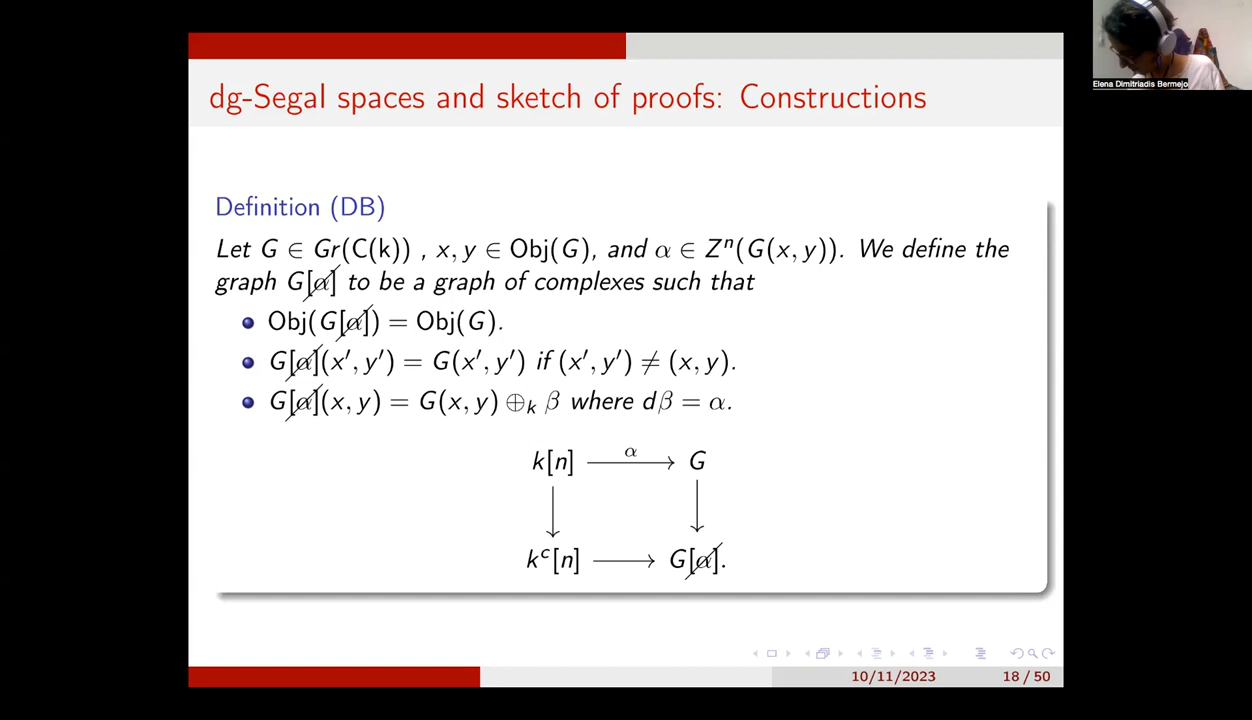 Elena Dimitriadis Bermejo
dg-Segal spaces and sketch of proofs: Constructions
Definition (DB)
Let G ∈ Gr(C(k)) , x, y ∈ Obj(G), and α ∈ Zⁿ(G(x, y)). We define the
graph G[α̸] to be a graph of complexes such that
Obj(G[α̸]) = Obj(G).
G[α̸](x′, y′) = G(x′, y′) if (x′, y′) ≠ (x, y).
G[α̸](x, y) = G(x, y) ⊕ₖ β where dβ = α.
α
k[n] G
kᶜ[n] G[α̸].
10/11/2023 18 / 50